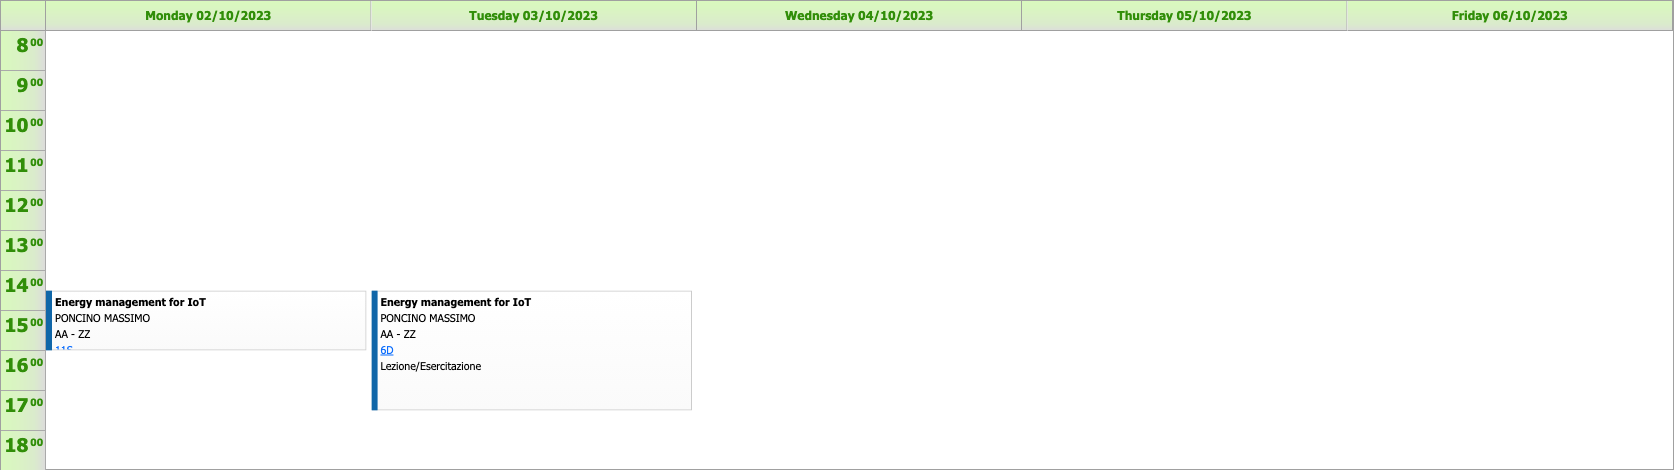 Monday 02/10/2023
Tuesday 03/10/2023
Wednesday 04/10/2023
Thursday 05/10/2023
Friday 06/10/2023
8 00
9 00
10 00
11 00
12 00
13 00
14 00
15 00
16 00
17 00
18 00
Energy management for IoT
PONCINO MASSIMO
AA - ZZ
Energy management for IoT
PONCINO MASSIMO
AA - ZZ
6D
Lezione/Esercitazione